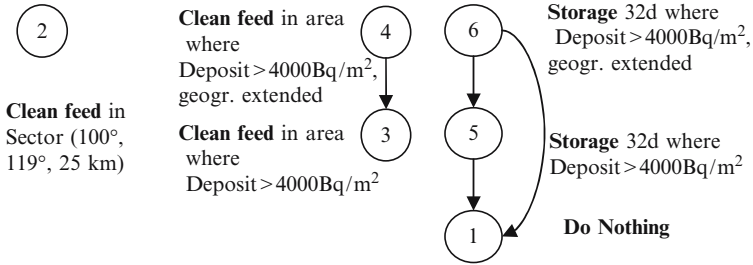 2
Clean feed in
Sector (100°,
119°, 25 km)
Clean feed in area
where
Deposit>4000Bq/m²,
geogr. extended
4
Clean feed in area
where
Deposit>4000Bq/m²
3
6
Storage 32d where
Deposit>4000Bq/m²,
geogr. extended
5
Storage 32d where
Deposit>4000Bq/m²
1
Do Nothing